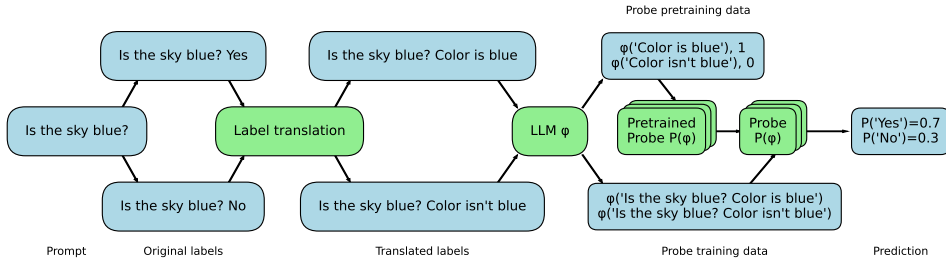 Probe pretraining data
Is the sky blue? Yes
Is the sky blue? Color is blue
φ('Color is blue'), 1
φ('Color isn't blue'), 0
Is the sky blue?
Label translation
LLM φ
Pretrained
Probe P(φ)
Probe
P(φ)
P('Yes')=0.7
P('No')=0.3
Is the sky blue? No
Is the sky blue? Color isn't blue
φ('Is the sky blue? Color is blue')
φ('Is the sky blue? Color isn't blue')
Prompt
Original labels
Translated labels
Probe training data
Prediction